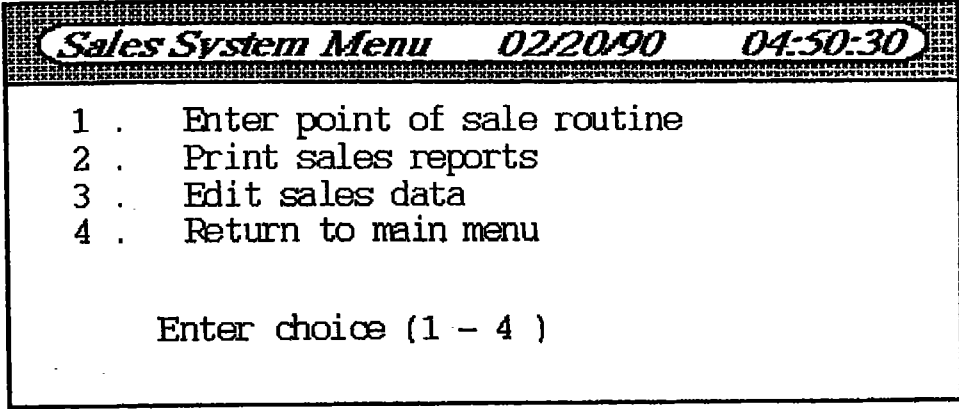 Sales System Menu 02/20/90 04:50:30
1 . Enter point of sale routine
2 . Print sales reports
3 . Edit sales data
4 . Return to main menu
Enter choice (1 – 4 )